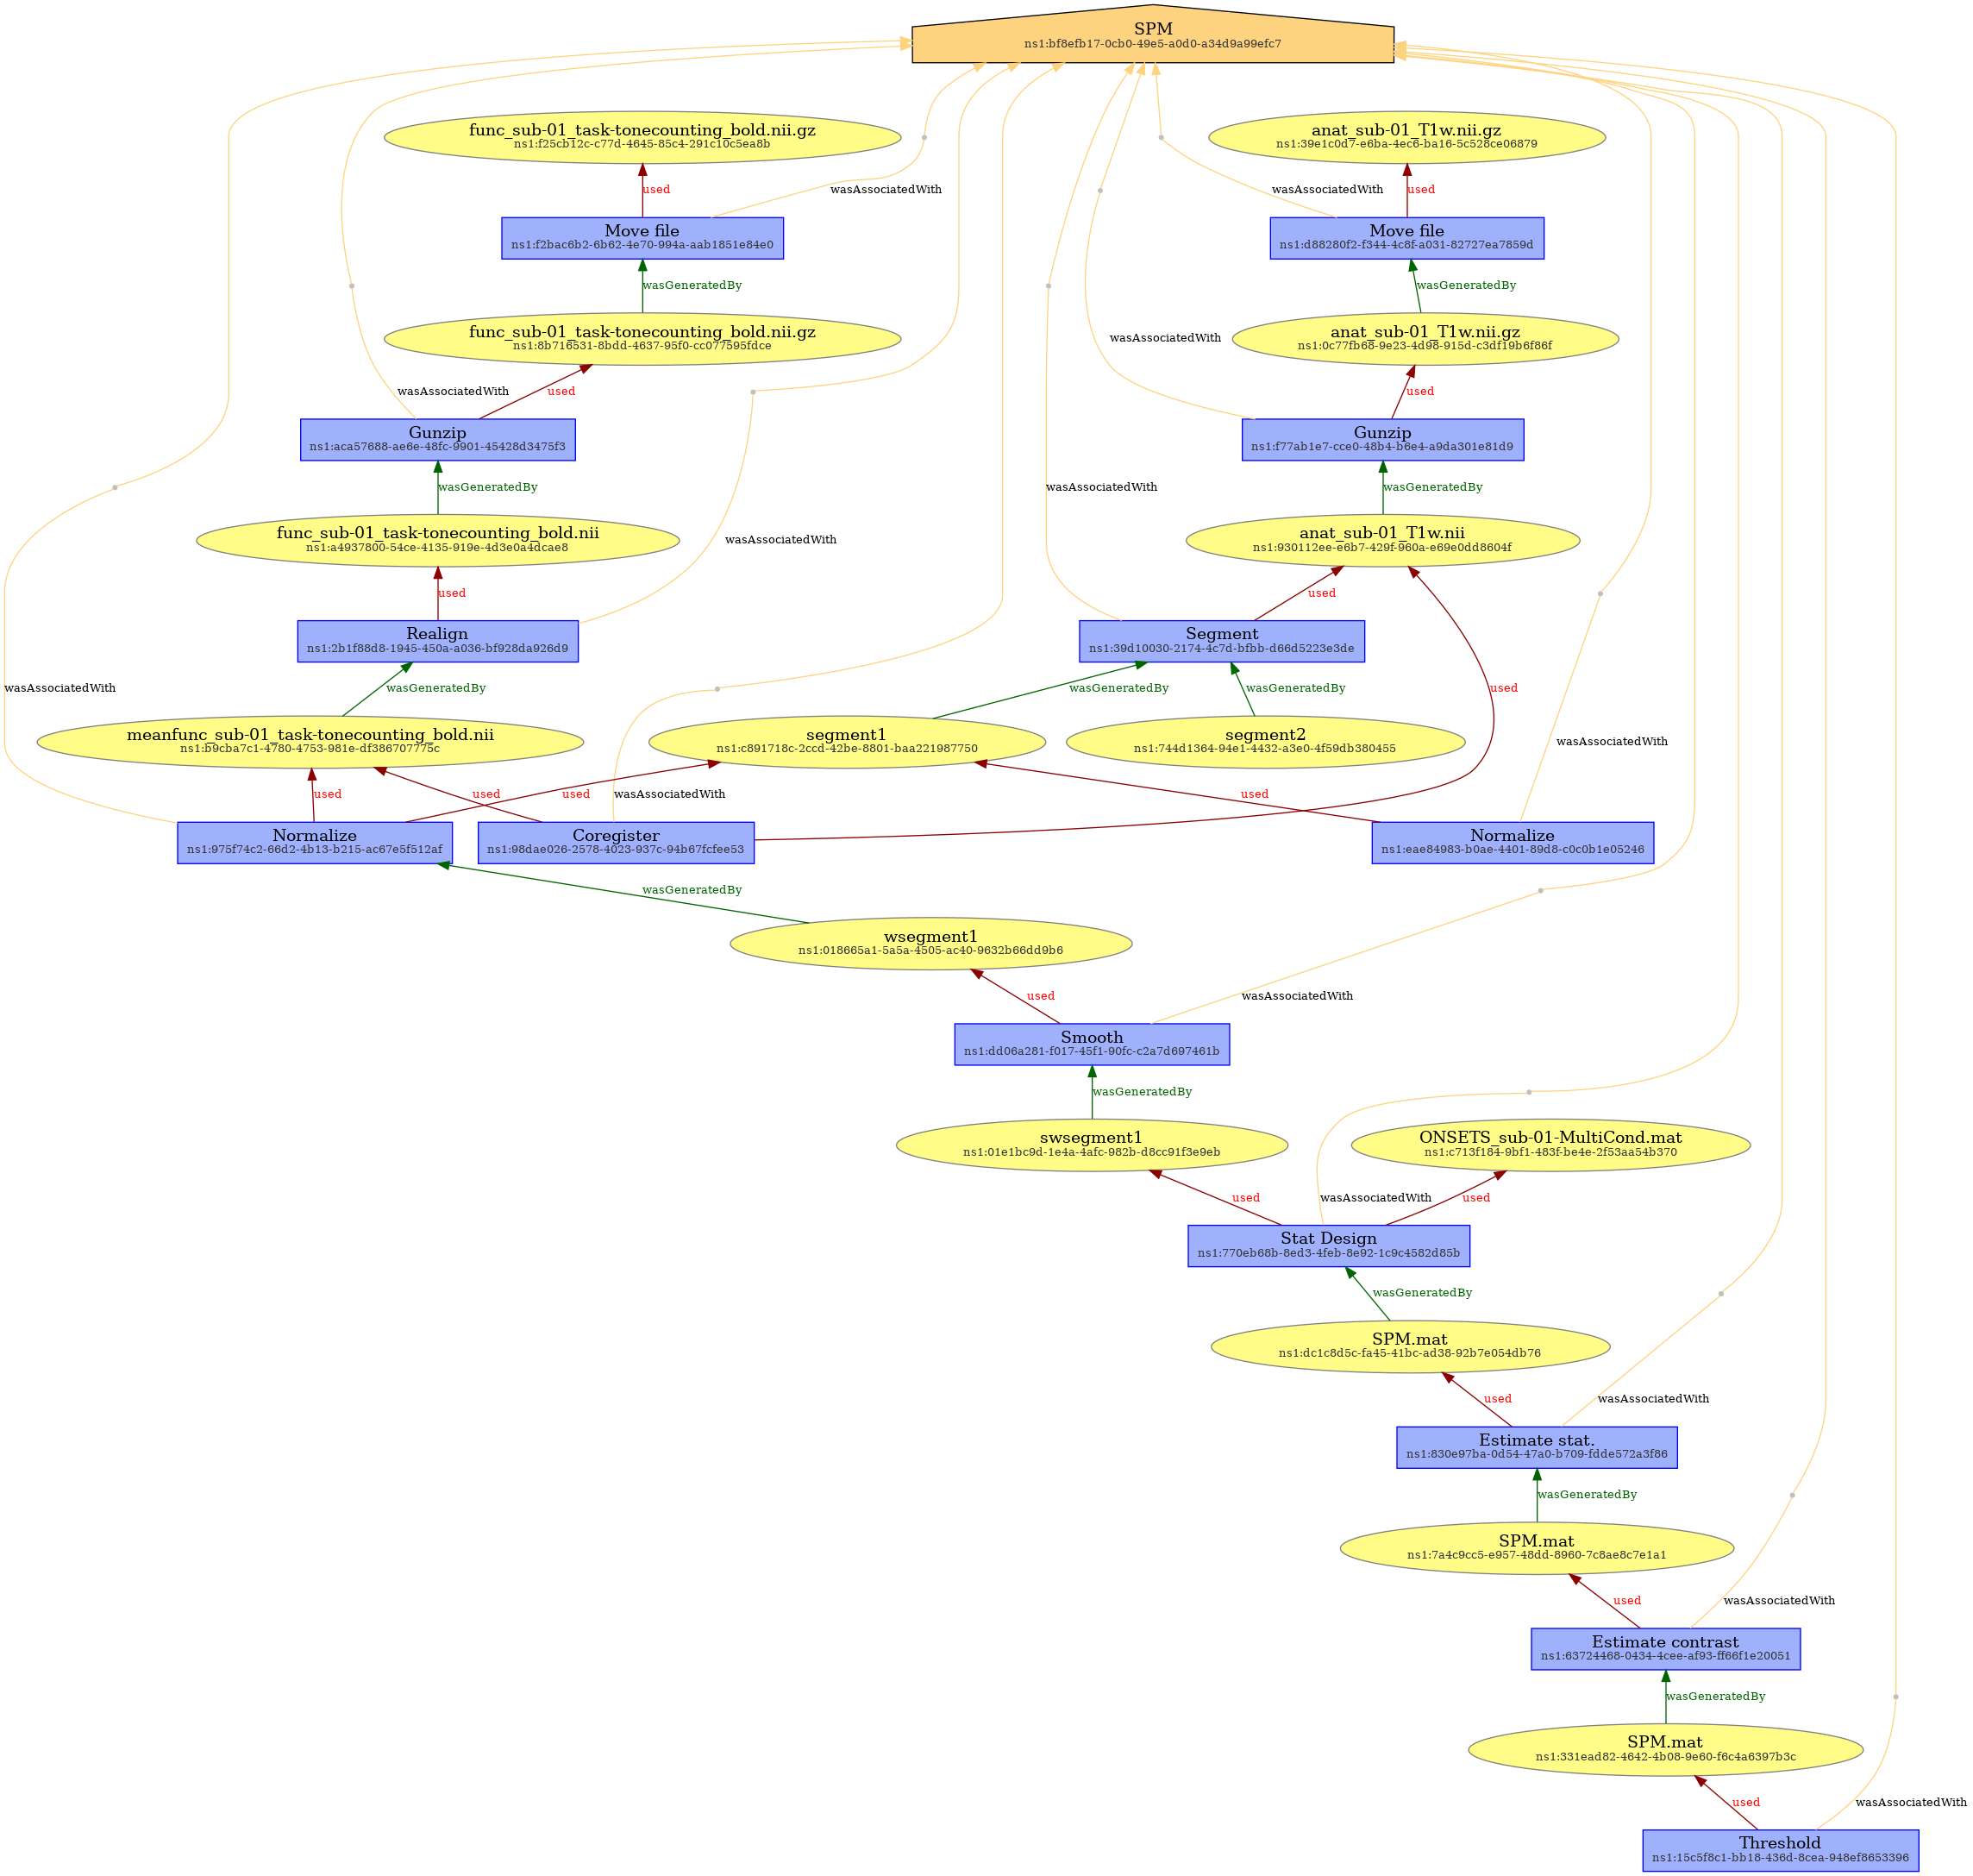 SPM
ns1:bf8efb17-0cb0-49e5-a0d0-a34d9a99efc7
func_sub-01_task-tonecounting_bold.nii.gz
ns1:f25cb12c-c77d-4645-85c4-291c10c5ea8b
anat_sub-01_T1w.nii.gz
ns1:39e1c0d7-e6ba-4ec6-ba16-5c528ce06879
used
wasAssociatedWith
wasAssociatedWith
used
Move file
ns1:f2bac6b2-6b62-4e70-994a-aab1851e84e0
Move file
ns1:d88280f2-f344-4c8f-a031-82727ea7859d
wasGeneratedBy
wasGeneratedBy
func_sub-01_task-tonecounting_bold.nii.gz
ns1:8b716531-8bdd-4637-95f0-cc077595fdce
wasAssociatedWith
anat_sub-01_T1w.nii.gz
ns1:0c77fb68-9e23-4d98-915d-c3df19b6f86f
wasAssociatedWith
used
used
Gunzip
ns1:aca57688-ae6e-48fc-9901-45428d3475f3
Gunzip
ns1:f77ab1e7-cce0-48b4-b6e4-a9da301e81d9
wasGeneratedBy
wasAssociatedWith
wasGeneratedBy
func_sub-01_task-tonecounting_bold.nii
ns1:a4937800-54ce-4135-919e-4d3e0a4dcae8
wasAssociatedWith
anat_sub-01_T1w.nii
ns1:930112ee-e6b7-429f-960a-e69e0dd8604f
used
used
Realign
ns1:2b1f88d8-1945-450a-a036-bf928da926d9
Segment
ns1:39d10030-2174-4c7d-bfbb-d66d5223e3de
wasAssociatedWith
wasGeneratedBy
wasGeneratedBy
wasGeneratedBy
used
meanfunc_sub-01_task-tonecounting_bold.nii
ns1:b9cba7c1-4780-4753-981e-df386707775c
segment1
ns1:c891718c-2ccd-42be-8801-baa221987750
segment2
ns1:744d1364-94e1-4432-a3e0-4f59db380455
wasAssociatedWith
used
used
used
wasAssociatedWith
used
Normalize
ns1:975f74c2-66d2-4b13-b215-ac67e5f512af
Coregister
ns1:98dae026-2578-4023-937c-94b67fcfee53
Normalize
ns1:eae84983-b0ae-4401-89d8-c0c0b1e05246
wasGeneratedBy
wsegment1
ns1:018665a1-5a5a-4505-ac40-9632b66dd9b6
used
wasAssociatedWith
Smooth
ns1:dd06a281-f017-45f1-90fc-c2a7d697461b
wasGeneratedBy
swsegment1
ns1:01e1bc9d-1e4a-4afc-982b-d8cc91f3e9eb
ONSETS_sub-01-MultiCond.mat
ns1:c713f184-9bf1-483f-be4e-2f53aa54b370
used
wasAssociatedWith
used
Stat Design
ns1:770eb68b-8ed3-4feb-8e92-1c9c4582d85b
wasGeneratedBy
SPM.mat
ns1:dc1c8d5c-fa45-41bc-ad38-92b7e054db76
used
wasAssociatedWith
Estimate stat.
ns1:830e97ba-0d54-47a0-b709-fdde572a3f86
wasGeneratedBy
SPM.mat
ns1:7a4c9cc5-e957-48dd-8960-7c8ae8c7e1a1
used
wasAssociatedWith
Estimate contrast
ns1:63724468-0434-4cee-af93-ff66f1e20051
wasGeneratedBy
SPM.mat
ns1:331ead82-4642-4b08-9e60-f6c4a6397b3c
used
wasAssociatedWith
Threshold
ns1:15c5f8c1-bb18-436d-8cea-948ef8653396